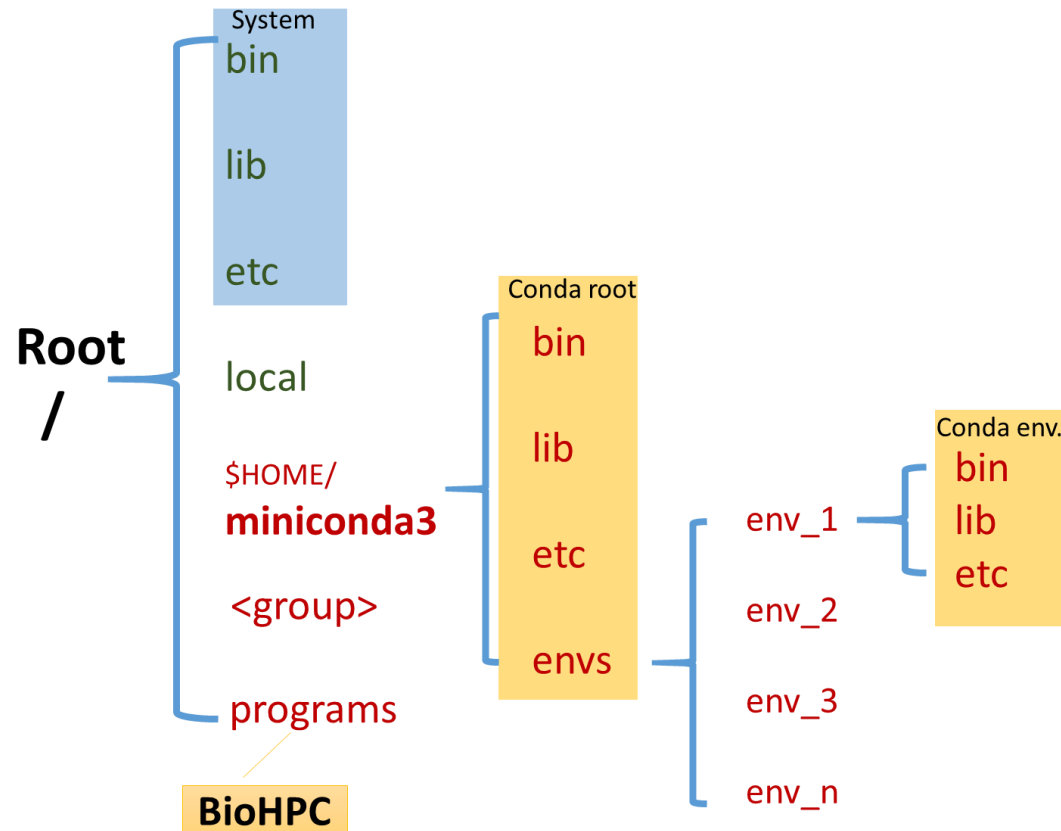 Root
/
System
bin
lib
etc
local
$HOME/
miniconda3
<group>
programs
BioHPC
Conda root
bin
lib
etc
envs
env_1
env_2
env_3
env_n
Conda env.
bin
lib
etc